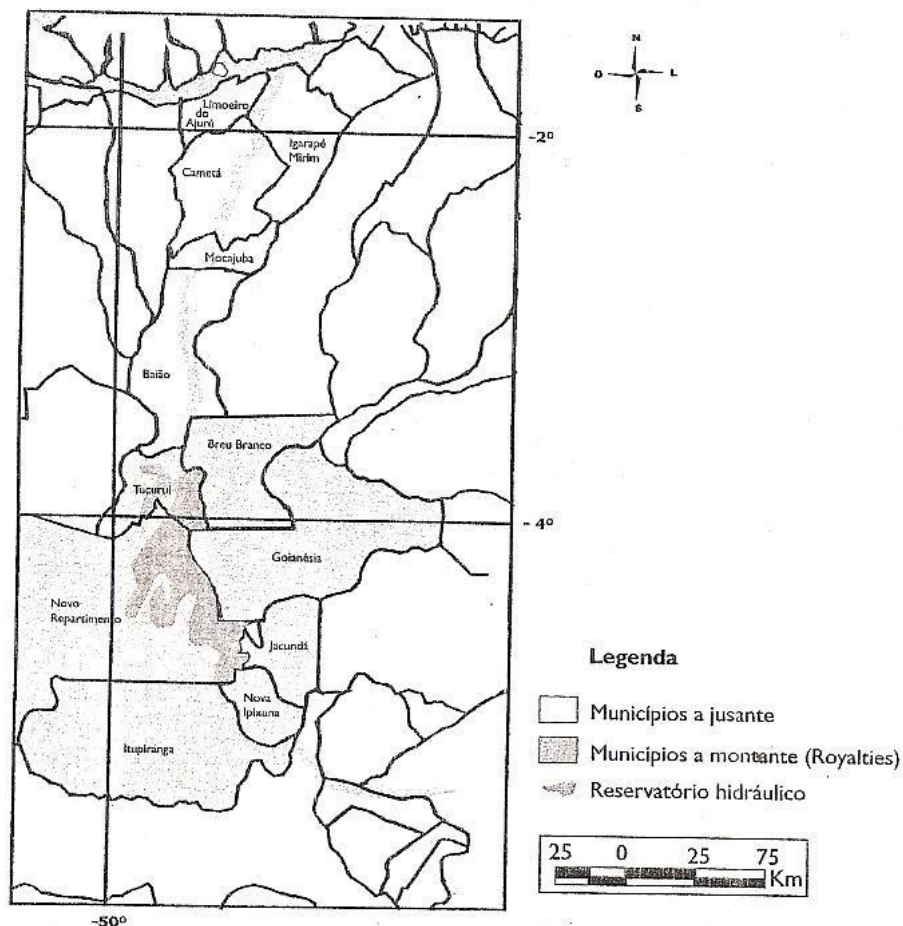 N
O L
S
-2º
Limoeiro
do
Ajurú
Igarapé
Mirim
Cametá
Mocajuba
Baião
Breu Branco
Tucuruí
-4º
Goianésia
Novo
Repartimento
Jacundá
Nova
Ipixuna
Itupiranga
-50º
Legenda
Municípios a jusante
Municípios a montante (Royalties)
Reservatório hidráulico
25 0 25 75
Km